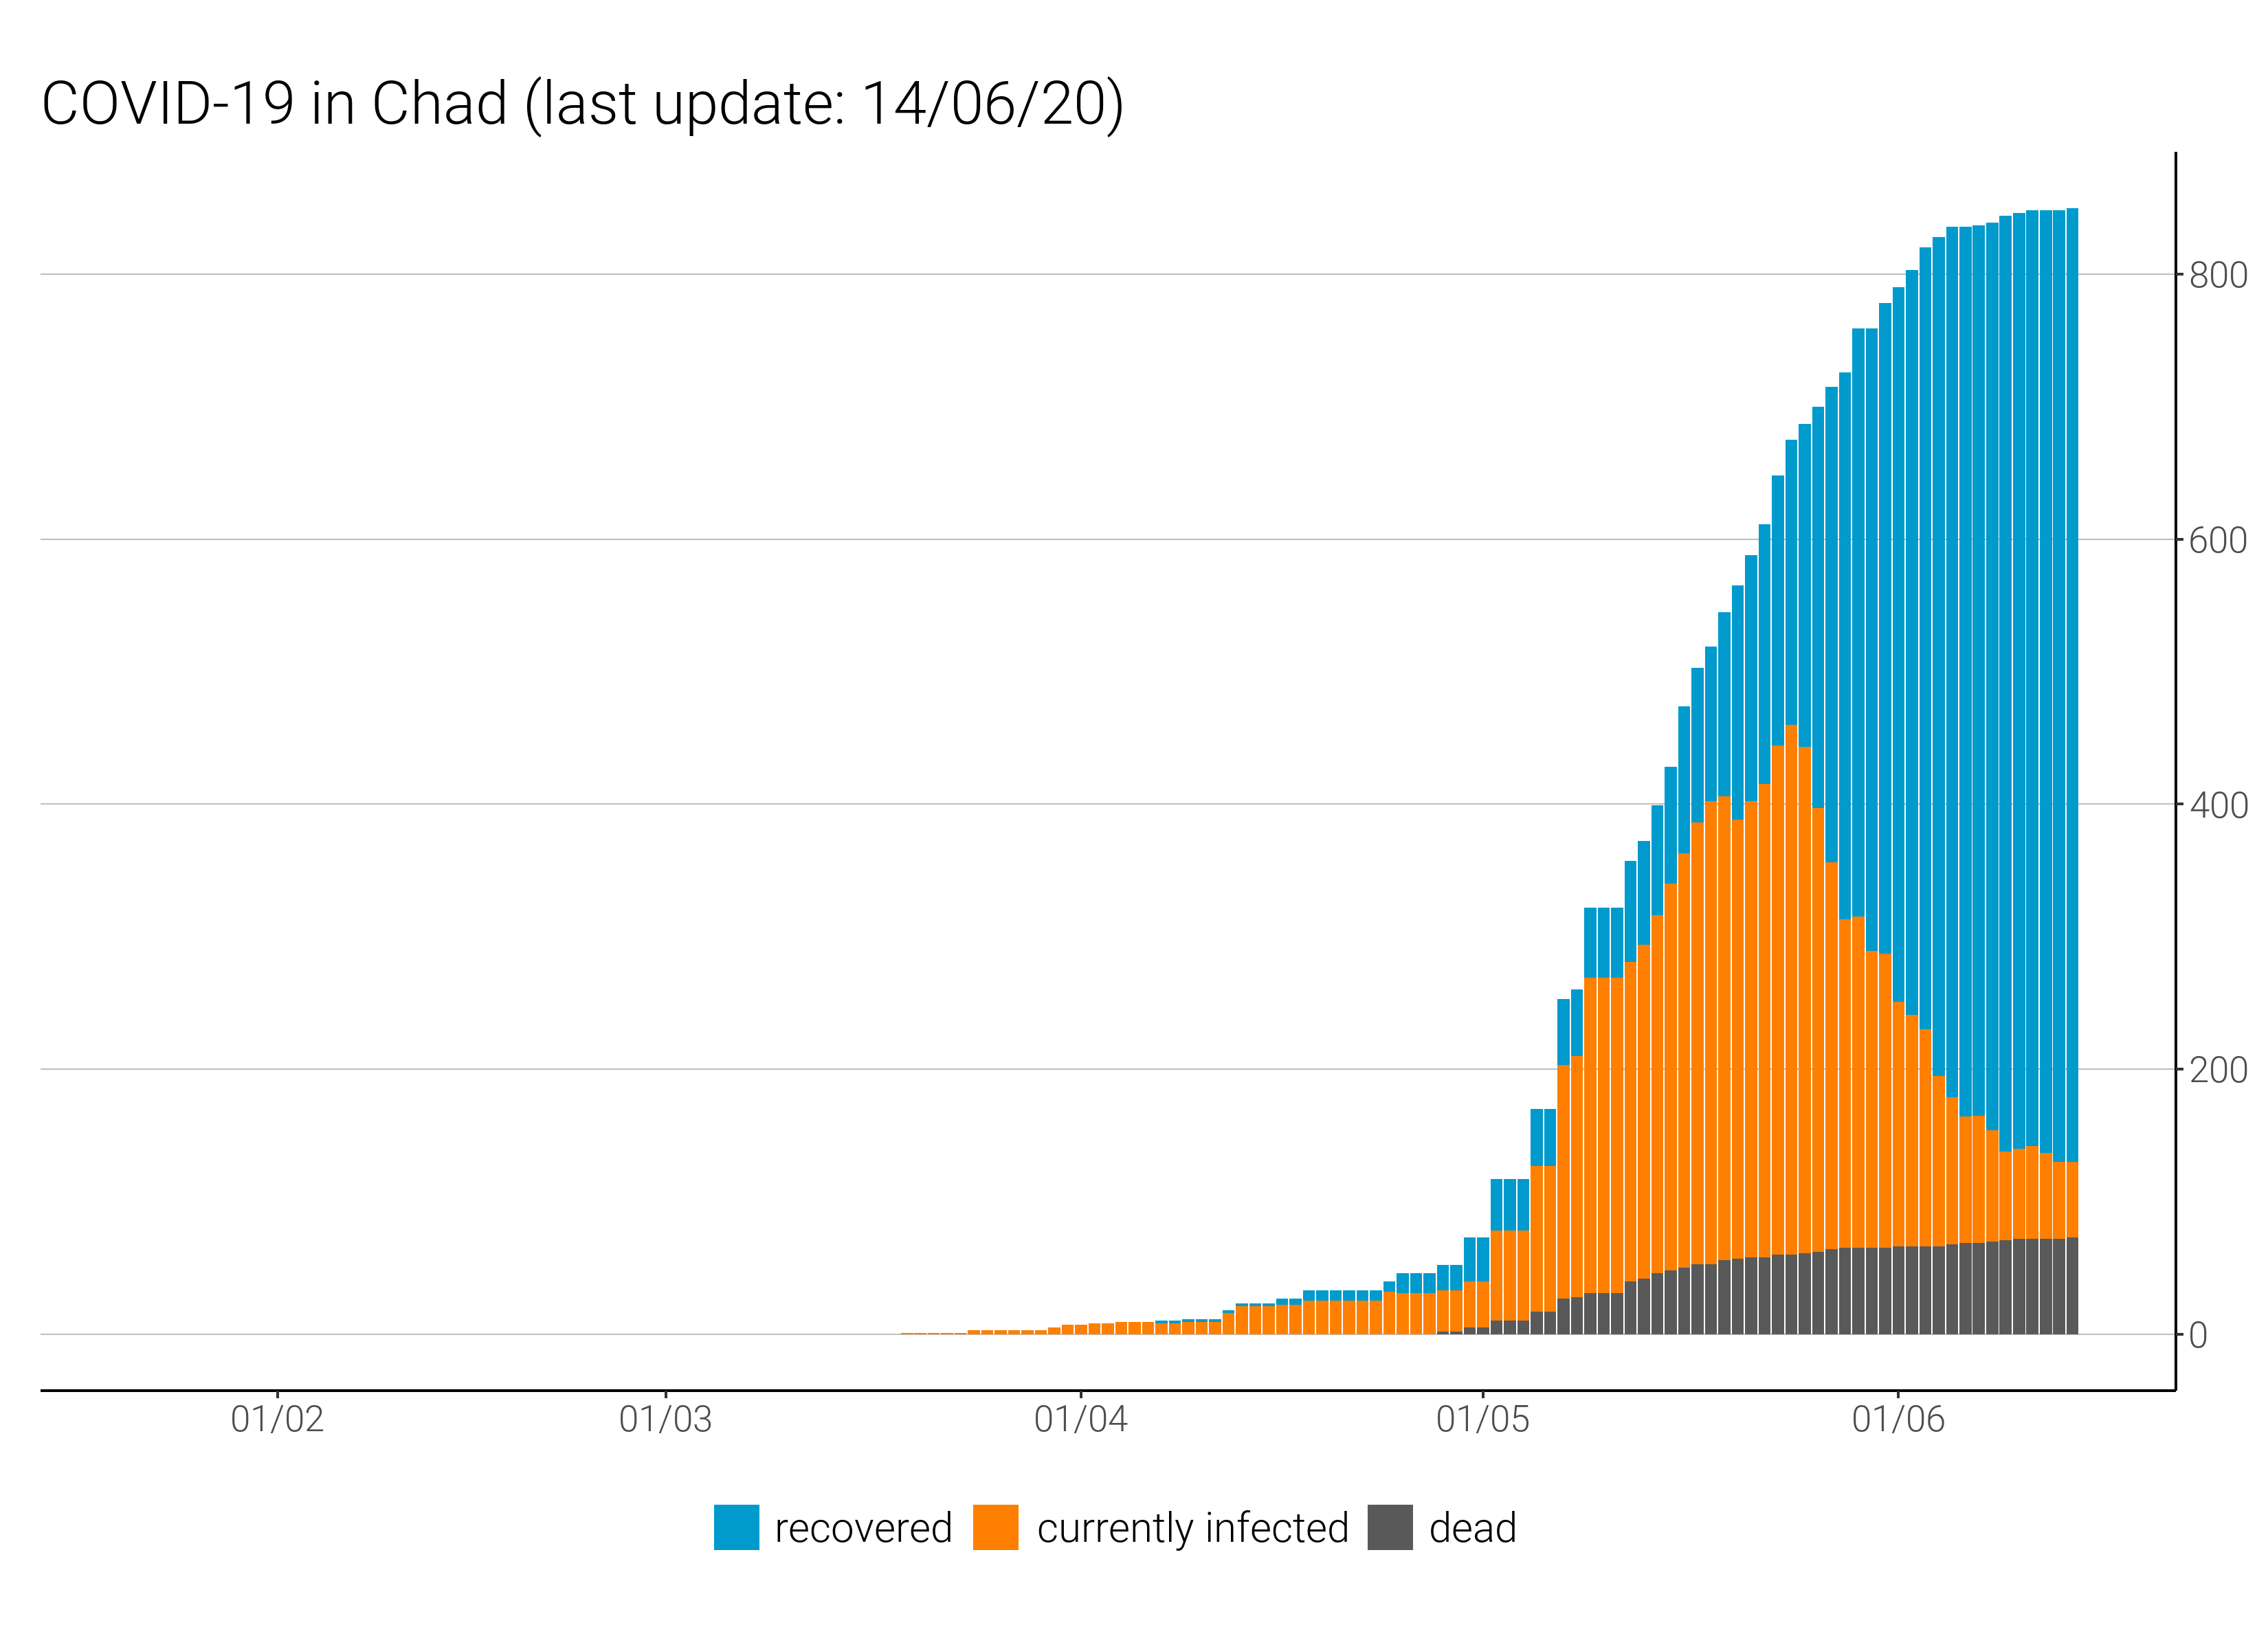 COVID-19 in Chad (last update: 14/06/20)
800
600
400
200
0
01/02 01/03 01/04 01/05 01/06
recovered currently infected dead